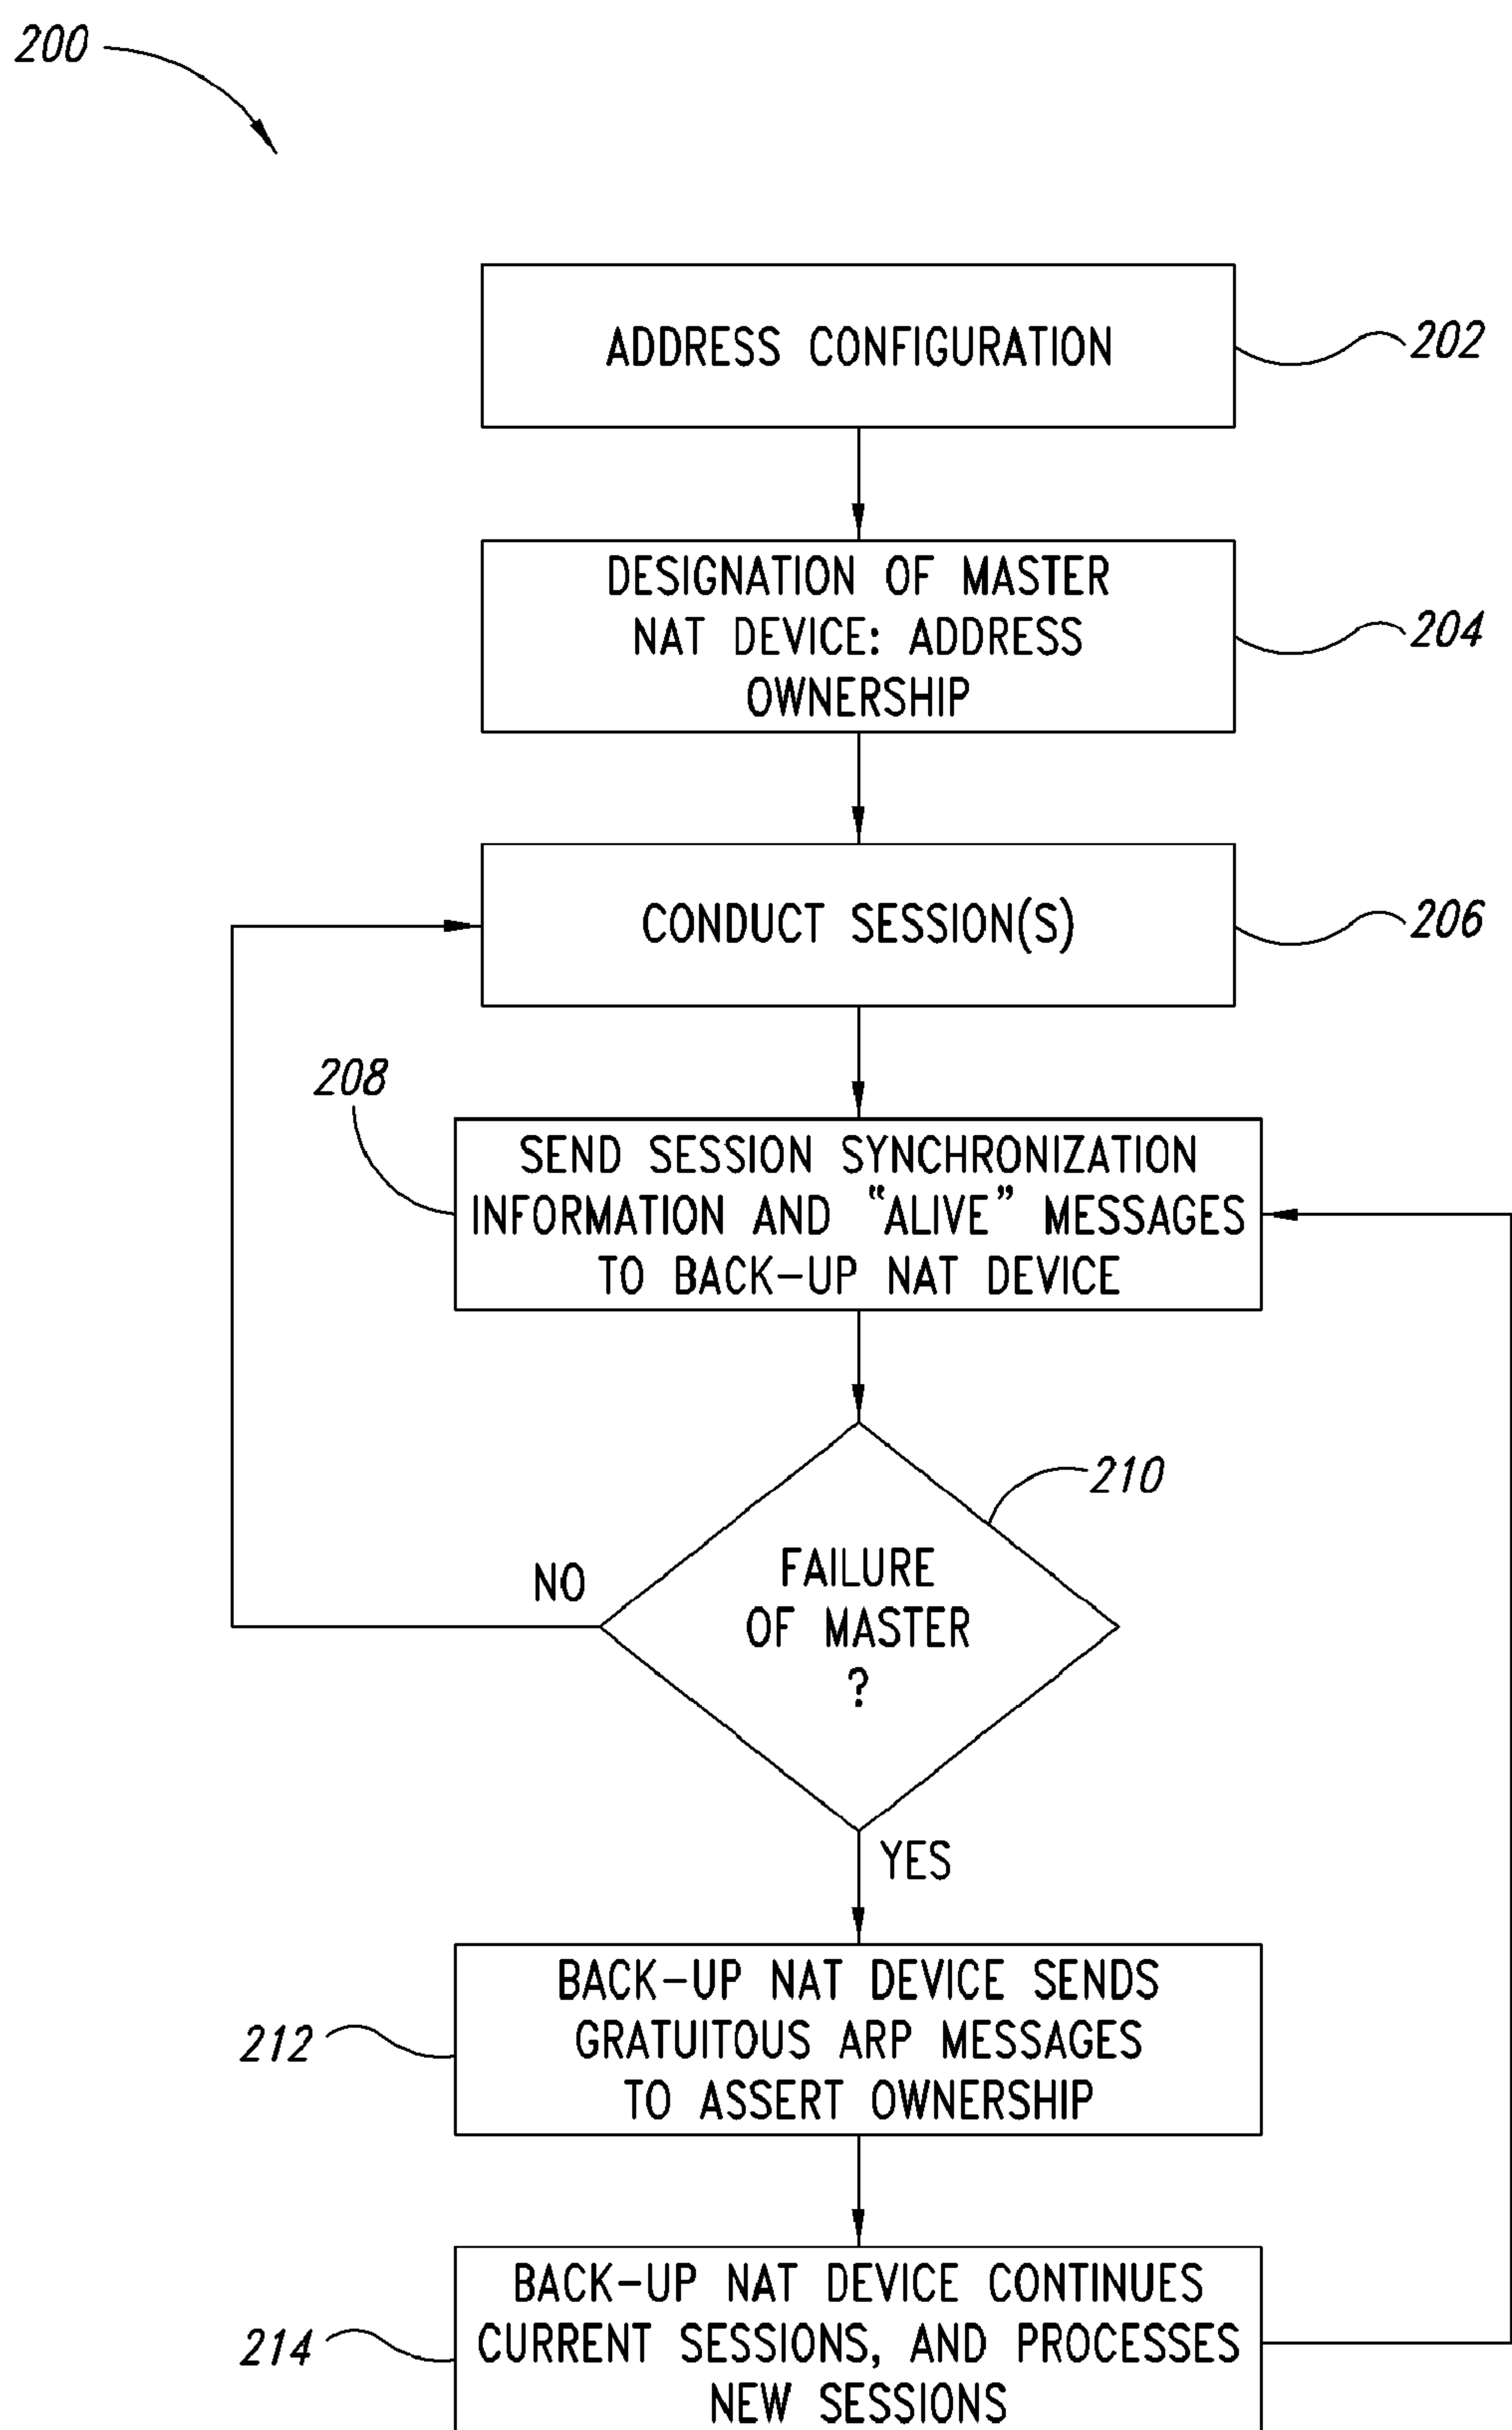 200
ADDRESS CONFIGURATION
202
DESIGNATION OF MASTER
NAT DEVICE: ADDRESS
OWNERSHIP
204
CONDUCT SESSION(S)
206
208
SEND SESSION SYNCHRONIZATION
INFORMATION AND "ALIVE" MESSAGES
TO BACK-UP NAT DEVICE
210
FAILURE
OF MASTER
?
NO
YES
BACK-UP NAT DEVICE SENDS
GRATUITOUS ARP MESSAGES
TO ASSERT OWNERSHIP
212
BACK-UP NAT DEVICE CONTINUES
CURRENT SESSIONS, AND PROCESSES
NEW SESSIONS
214